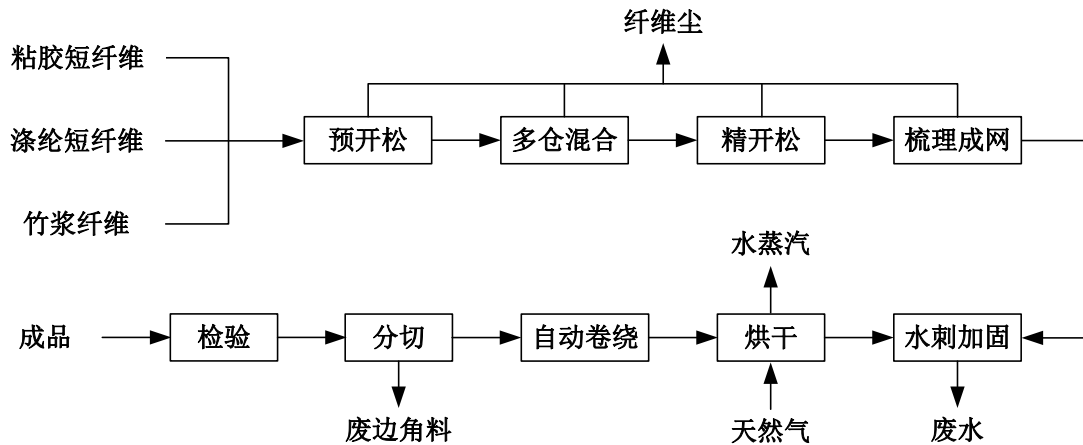 纤维尘
粘胶短纤维
涤纶短纤维
竹浆纤维
预开松
多仓混合
精开松
梳理成网
水蒸汽
成品
检验
分切
自动卷绕
烘干
水刺加固
废边角料
天然气
废水